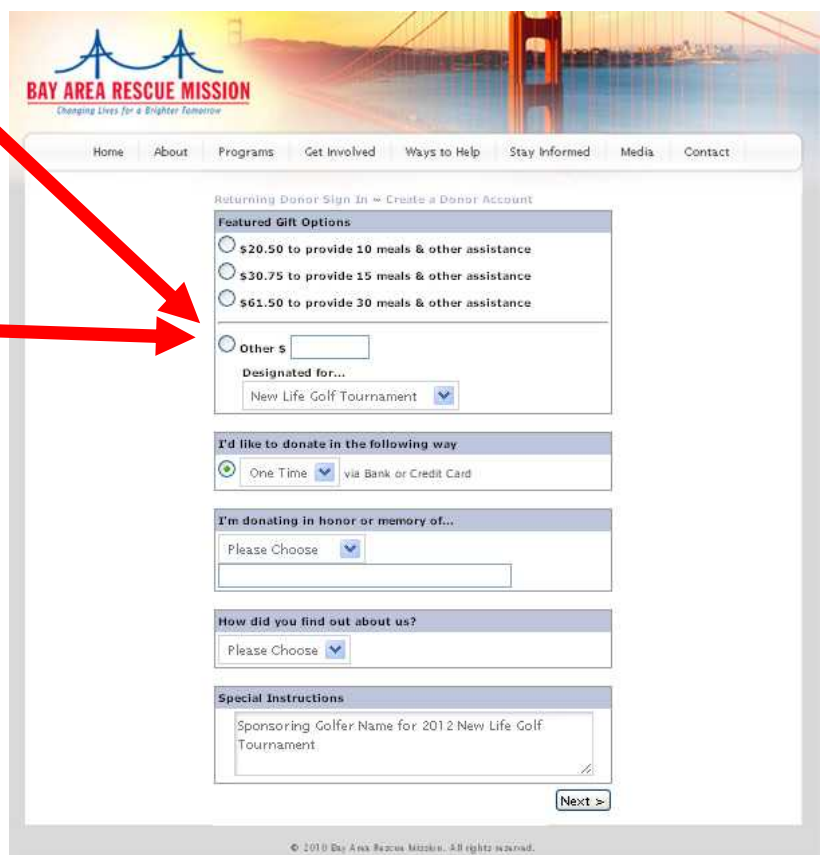 BAY AREA RESCUE MISSION
Changing Lives for a Brighter Tomorrow
Home About Programs Get Involved Ways to Help Stay Informed Media Contact
Returning Donor Sign In or Create a Donor Account
Featured Gift Options
$20.50 to provide 10 meals & other assistance
$30.75 to provide 15 meals & other assistance
$61.50 to provide 30 meals & other assistance
Other $
Designated for...
New Life Golf Tournament
I'd like to donate in the following way
One Time via Bank or Credit Card
I'm donating in honor or memory of...
Please Choose
How did you find out about us?
Please Choose
Special Instructions
Sponsoring Golfer Name for 2012 New Life Golf
Tournament
Next >
© 2010 Bay Area Rescue Mission. All rights reserved.